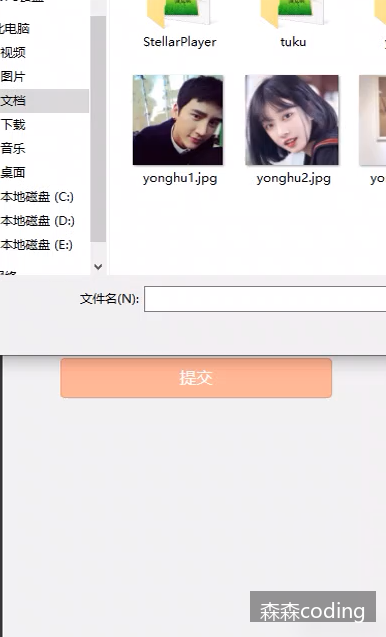 此电脑
视频
图片
文档
下载
音乐
桌面
本地磁盘 (C:)
本地磁盘 (D:)
本地磁盘 (E:)
StellarPlayer
tuku
yonghu1.jpg
yonghu2.jpg
yo
文件名(N):
提交
森森coding